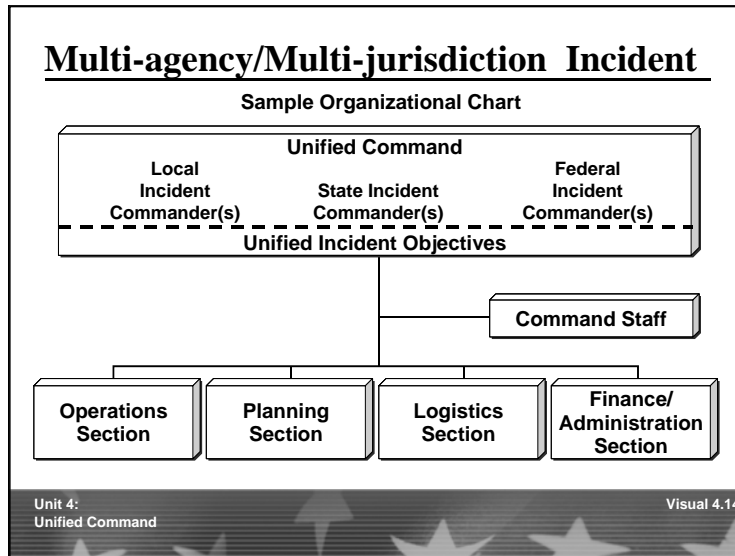 Multi-agency/Multi-jurisdiction Incident
Sample Organizational Chart
Unified Command
Local
Incident
Commander(s)
State Incident
Commander(s)
Federal
Incident
Commander(s)
Unified Incident Objectives
Command Staff
Operations
Section
Planning
Section
Logistics
Section
Finance/
Administration
Section
Unit 4:
Unified Command
Visual 4.14